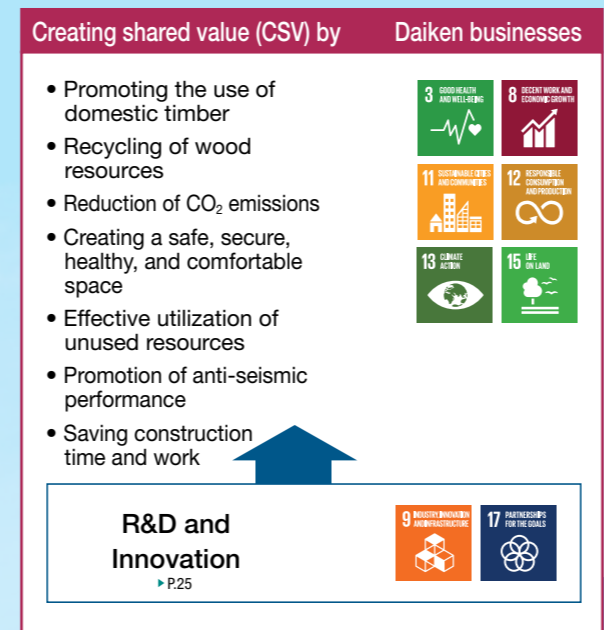 Creating shared value (CSV) by Daiken businesses
• Promoting the use of
domestic timber
• Recycling of wood
resources
• Reduction of CO₂ emissions
• Creating a safe, secure,
healthy, and comfortable
space
• Effective utilization of
unused resources
• Promotion of anti-seismic
performance
• Saving construction
time and work
3 GOOD HEALTH
AND WELL-BEING
8 DECENT WORK AND
ECONOMIC GROWTH
11 SUSTAINABLE CITIES
AND COMMUNITIES
12 RESPONSIBLE
CONSUMPTION
AND PRODUCTION
13 CLIMATE
ACTION
15 LIFE
ON LAND
R&D and
Innovation
P.25
9 INDUSTRY, INNOVATION
AND INFRASTRUCTURE
17 PARTNERSHIPS
FOR THE GOALS